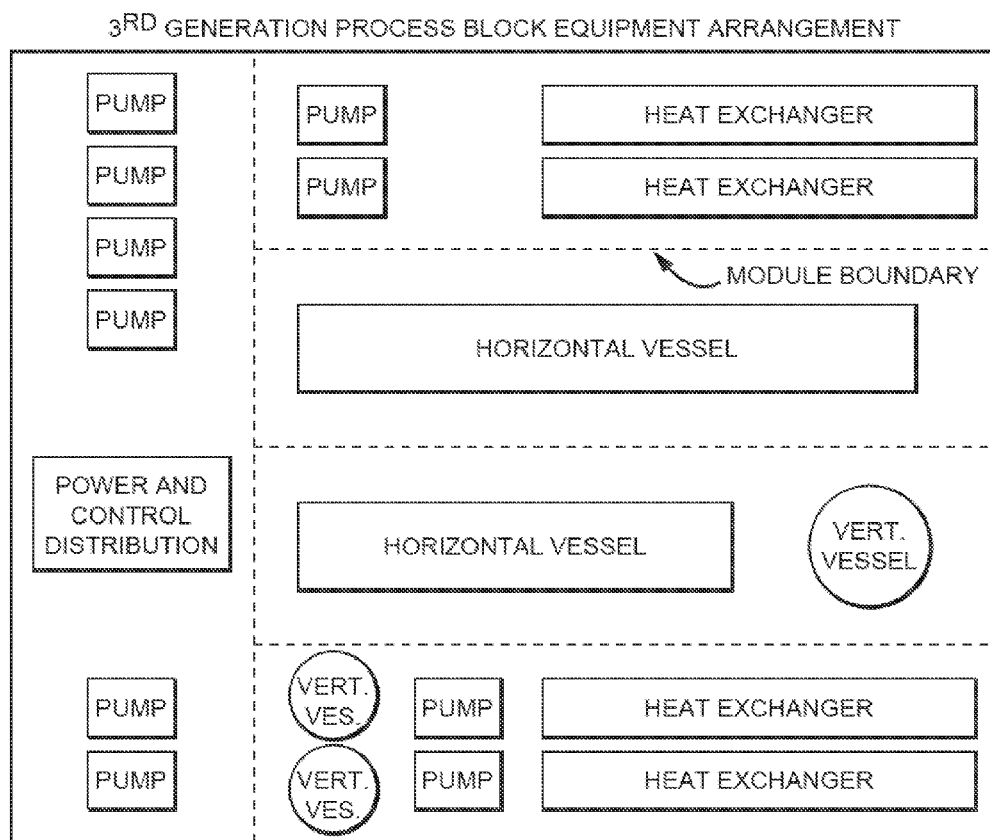 3RD GENERATION PROCESS BLOCK EQUIPMENT ARRANGEMENT
PUMP
PUMP
PUMP
PUMP
POWER AND
CONTROL
DISTRIBUTION
PUMP
PUMP
PUMP
HEAT EXCHANGER
PUMP
HEAT EXCHANGER
MODULE BOUNDARY
HORIZONTAL VESSEL
HORIZONTAL VESSEL
VERT.
VESSEL
VERT.
VES.
PUMP
HEAT EXCHANGER
VERT.
VES.
PUMP
HEAT EXCHANGER